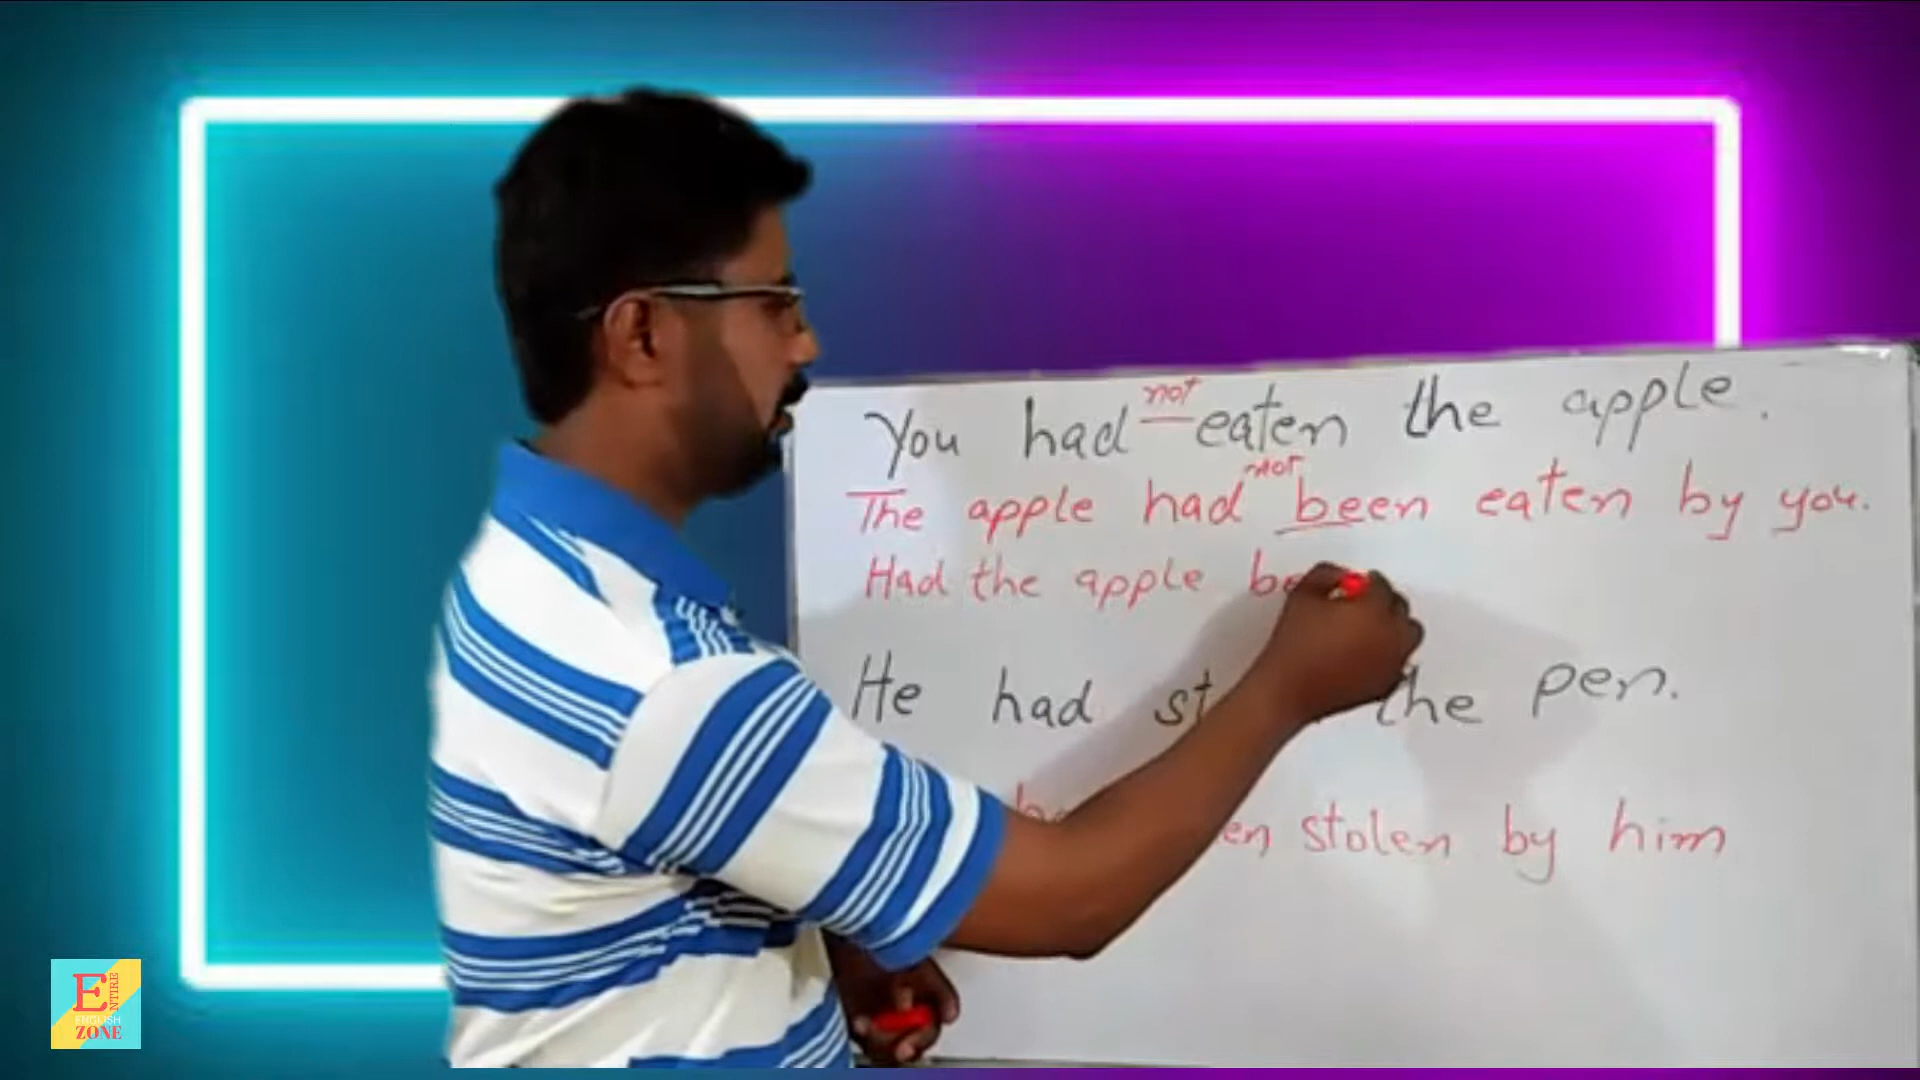 not
You had eaten the apple.
not
The apple had been eaten by you.
Had the apple
He had the pen.
stolen by him
E NTIRE
ENGLISH
ZONE